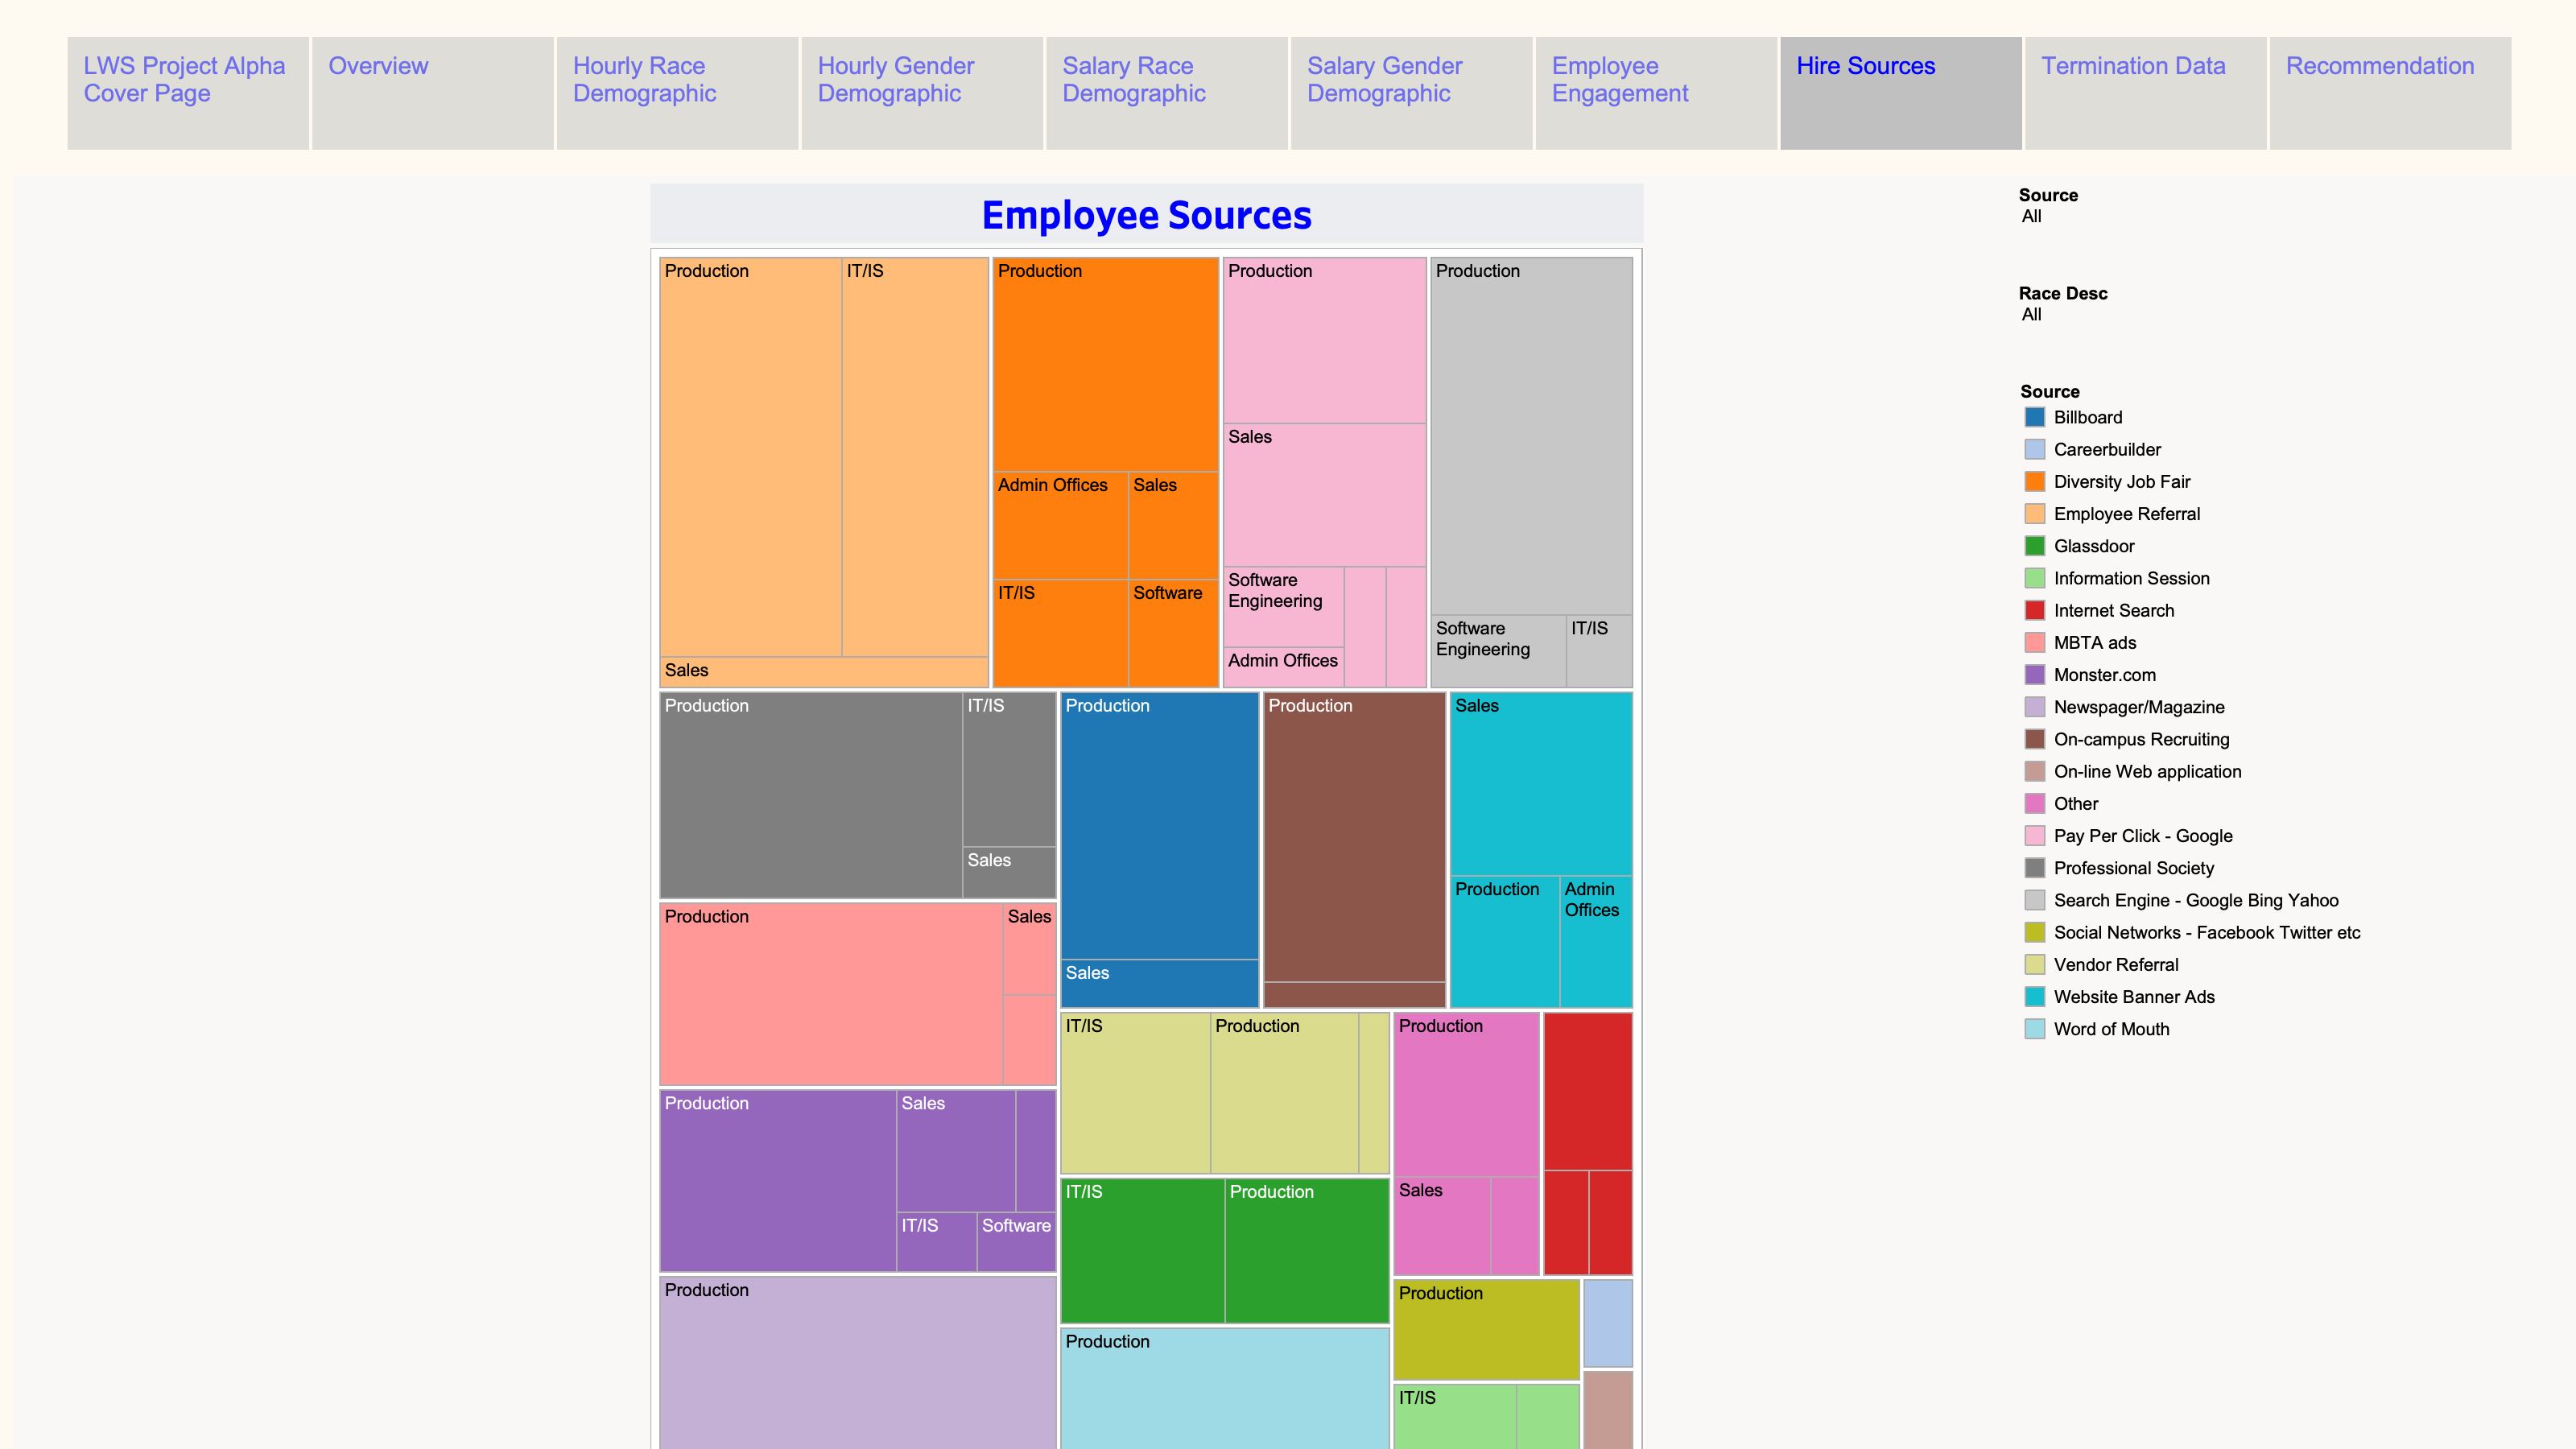 LWS Project Alpha
Cover Page
Overview
Hourly Race
Demographic
Hourly Gender
Demographic
Salary Race
Demographic
Salary Gender
Demographic
Employee
Engagement
Hire Sources
Termination Data
Recommendation
Employee Sources
Production
IT/IS
Sales
Production
Admin Offices
Sales
IT/IS
Software
Production
Sales
Software
Engineering
Admin Offices
Production
Software
Engineering
IT/IS
Production
IT/IS
Sales
Production
Sales
Production
Sales
IT/IS
Software
Production
Production
Sales
Production
Sales
Production
Admin
Offices
IT/IS
Production
IT/IS
Production
Production
Production
Sales
Production
IT/IS
Source
All
Race Desc
All
Source
Billboard
Careerbuilder
Diversity Job Fair
Employee Referral
Glassdoor
Information Session
Internet Search
MBTA ads
Monster.com
Newspager/Magazine
On-campus Recruiting
On-line Web application
Other
Pay Per Click - Google
Professional Society
Search Engine - Google Bing Yahoo
Social Networks - Facebook Twitter etc
Vendor Referral
Website Banner Ads
Word of Mouth